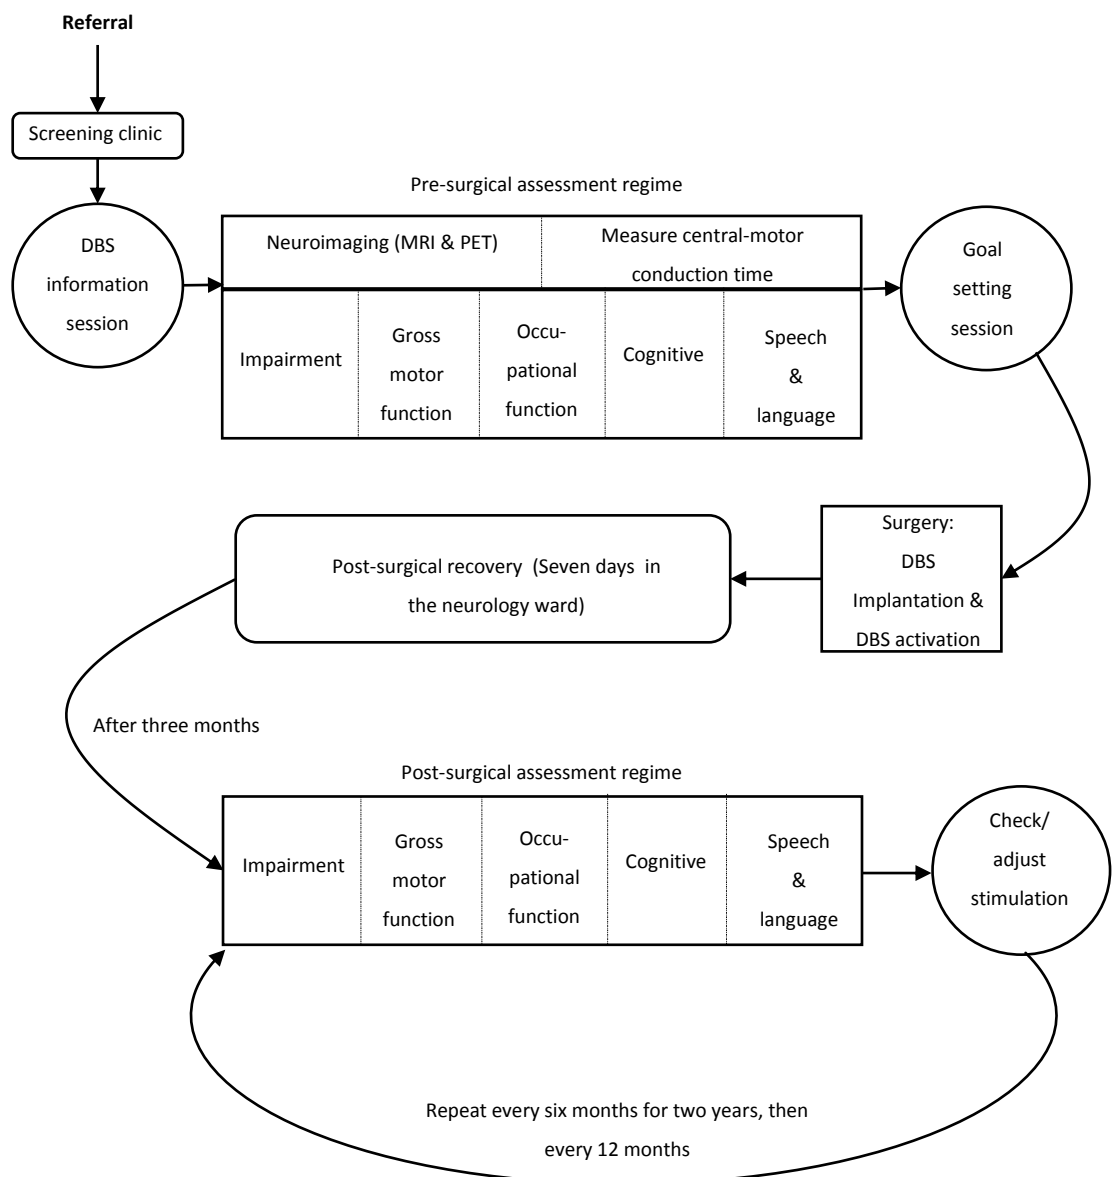 Referral
Screening clinic
DBS
information
session
Pre-surgical assessment regime
Neuroimaging (MRI & PET)
Measure central-motor
conduction time
Impairment
Gross
motor
function
Occu-
pational
function
Cognitive
Speech
&
language
Goal
setting
session
Surgery:
DBS
Implantation &
DBS activation
Post-surgical recovery (Seven days in
the neurology ward)
After three months
Post-surgical assessment regime
Impairment
Gross
motor
function
Occu-
pational
function
Cognitive
Speech
&
language
Check/
adjust
stimulation
Repeat every six months for two years, then
every 12 months